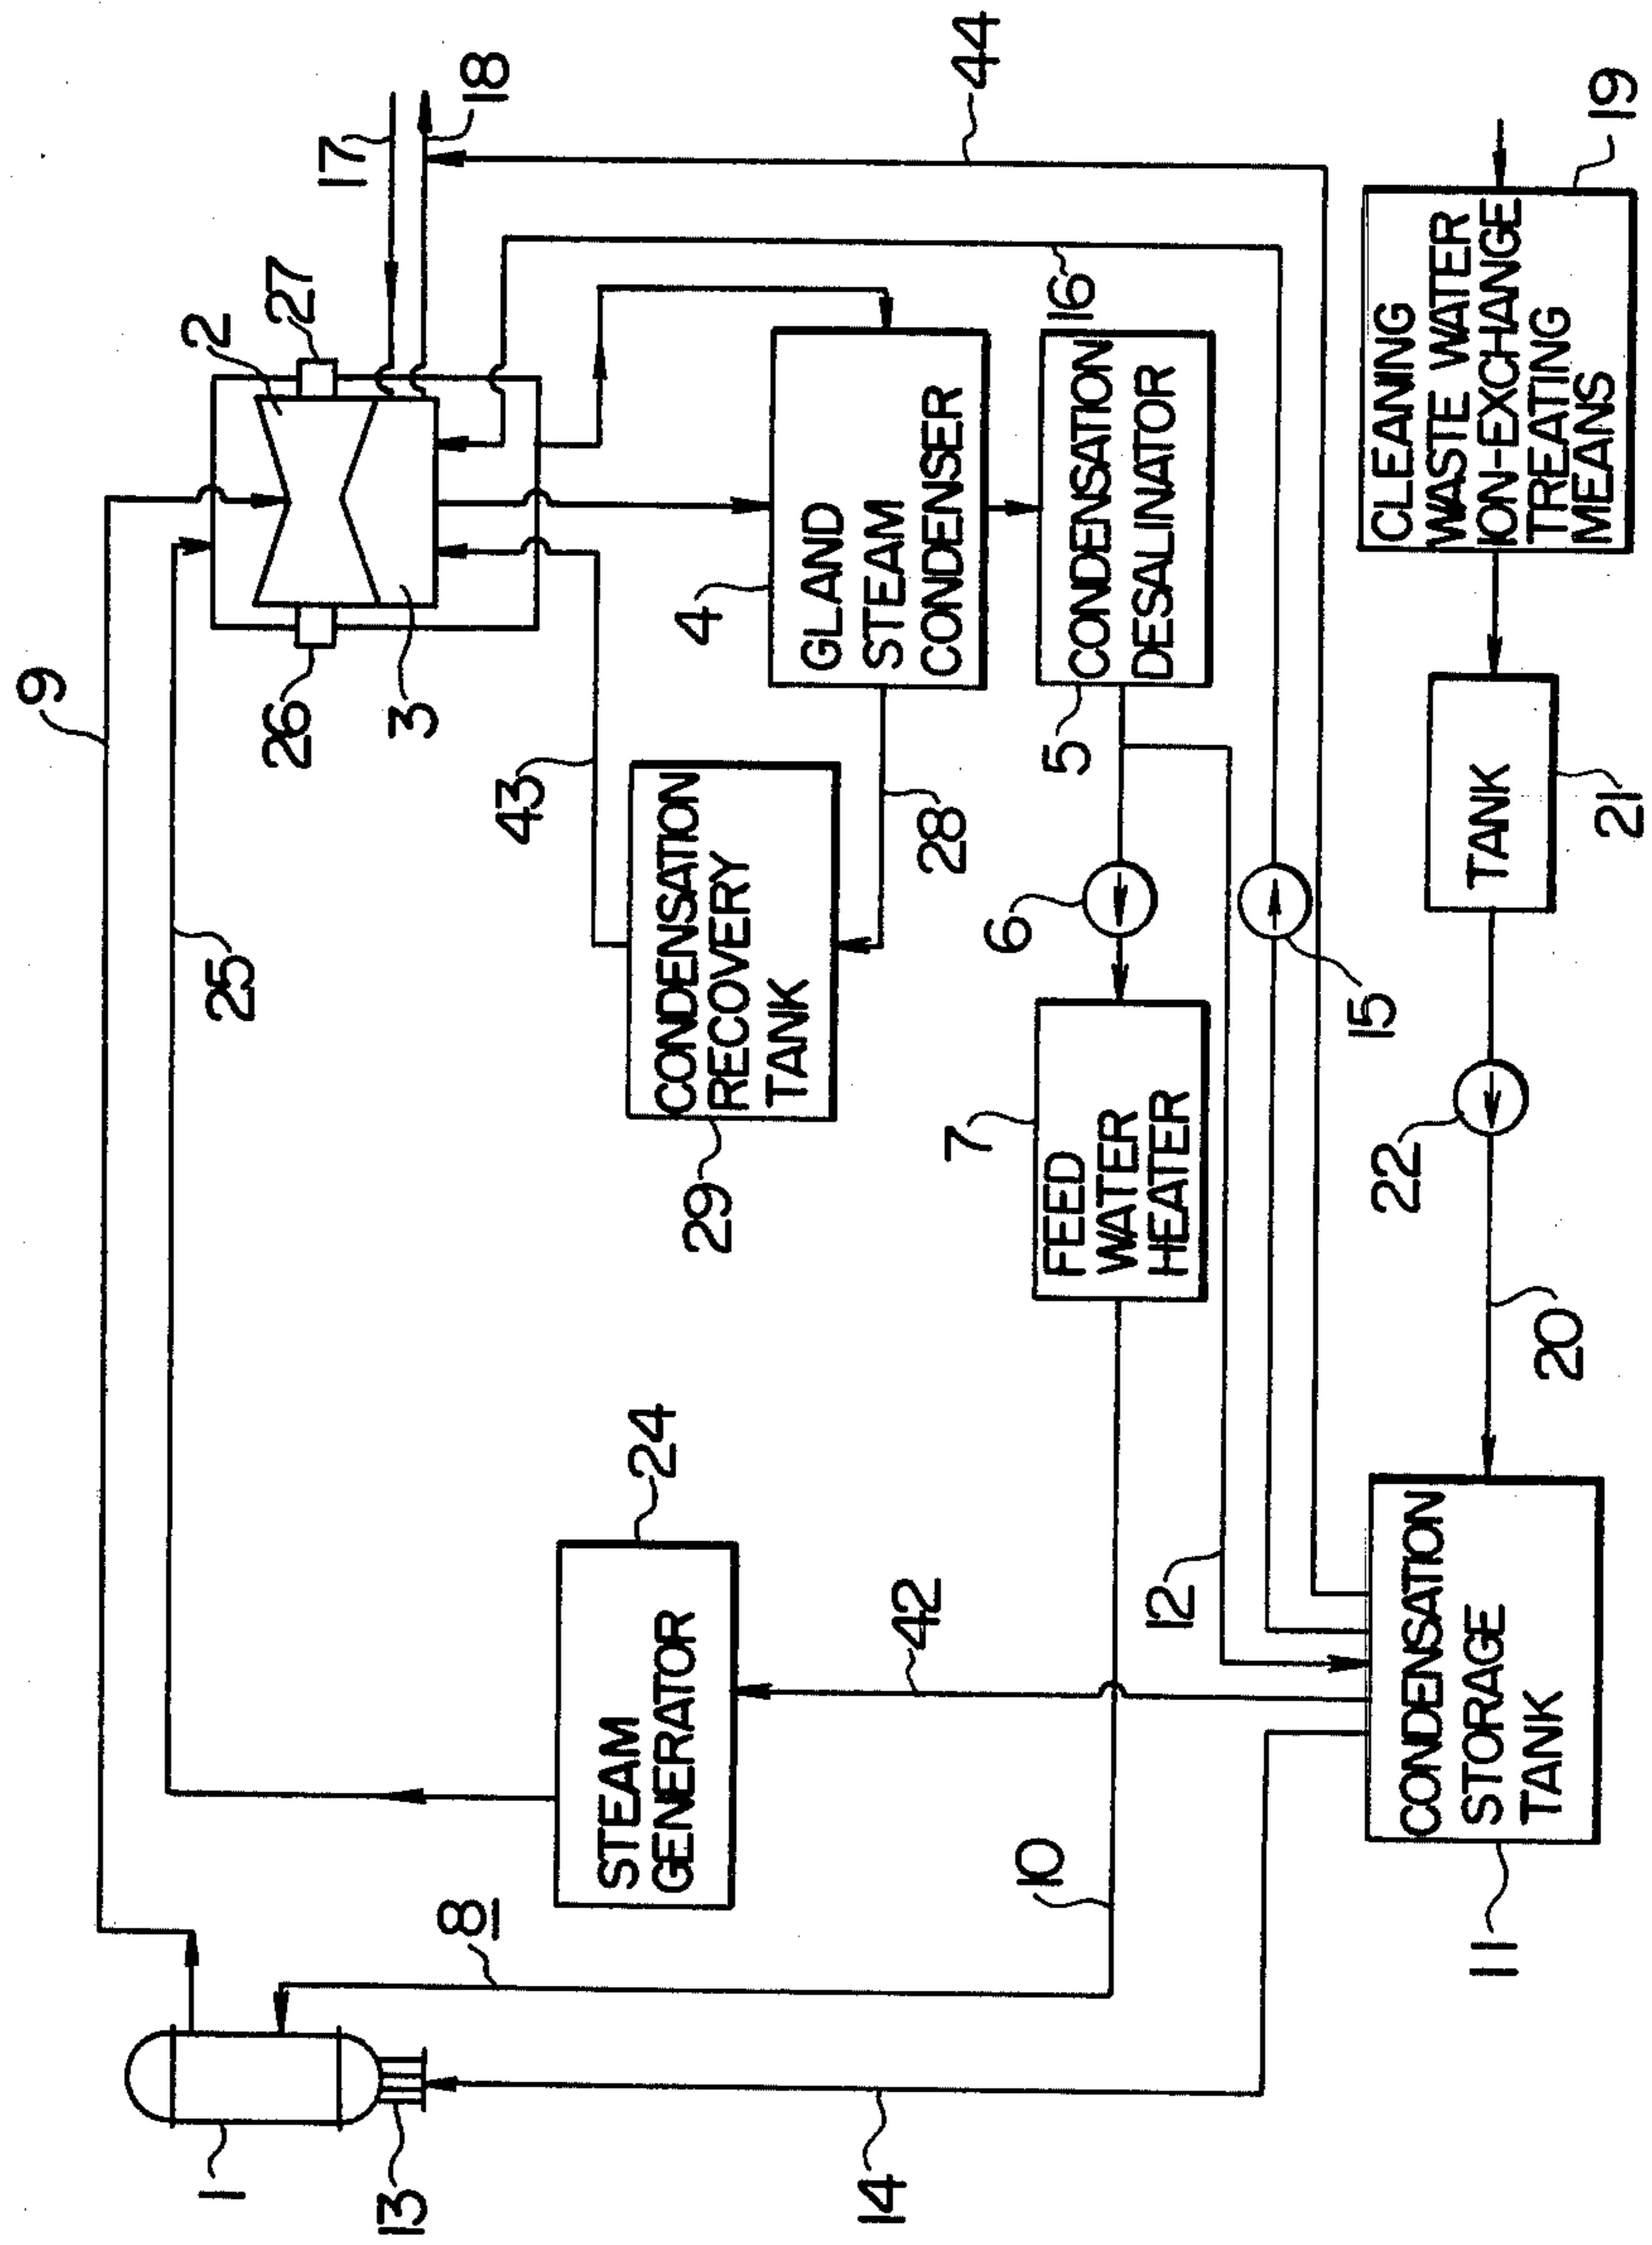 9
25
2
27
17
18
26
3
43
4
GLAND
STEAM
CONDENSER
44
16
CONDENSATION
RECOVERY
TANK
29
28
5
CONDENSATION
DESALINATOR
6
7
FEED
WATER
HEATER
15
24
STEAM
GENERATOR
42
12
10
8
1
13
14
CONDENSATION
STORAGE
TANK
11
20
22
TANK
21
CLEANING
WASTE WATER
ION-EXCHANGE
TREATING
MEANS
19